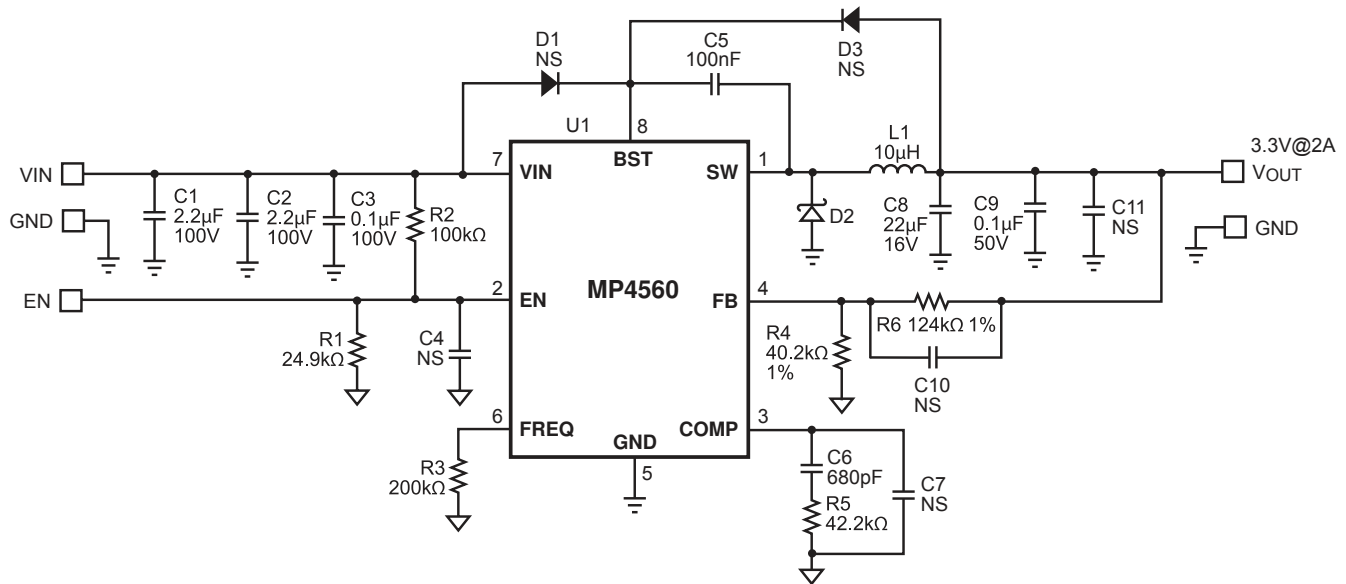 D1
NS
C5
100nF
D3
NS
U1
8
BST
L1
10µH
3.3V@2A
VIN
7
VIN
SW
1
VOUT
C1
2.2µF
100V
C2
2.2µF
100V
C3
0.1µF
100V
R2
100kΩ
D2
C8
22µF
16V
C9
0.1µF
50V
C11
NS
GND
GND
MP4560
EN
2
EN
FB
4
R1
24.9kΩ
C4
NS
R4
40.2kΩ
1%
R6 124kΩ 1%
C10
NS
6
FREQ
COMP
3
GND
5
R3
200kΩ
C6
680pF
R5
42.2kΩ
C7
NS